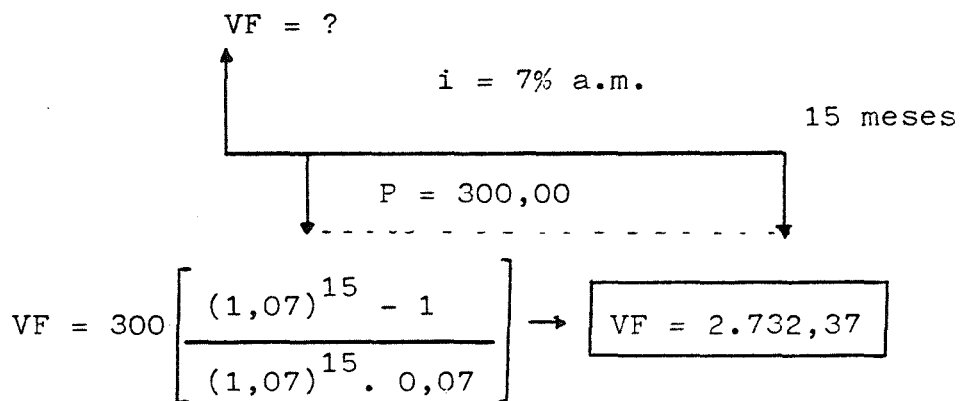 VF = ?
i = 7% a.m.
15 meses
P = 300,00
VF = 300 [ (1,07)^15 - 1 / (1,07)^15 . 0,07 ] → VF = 2.732,37